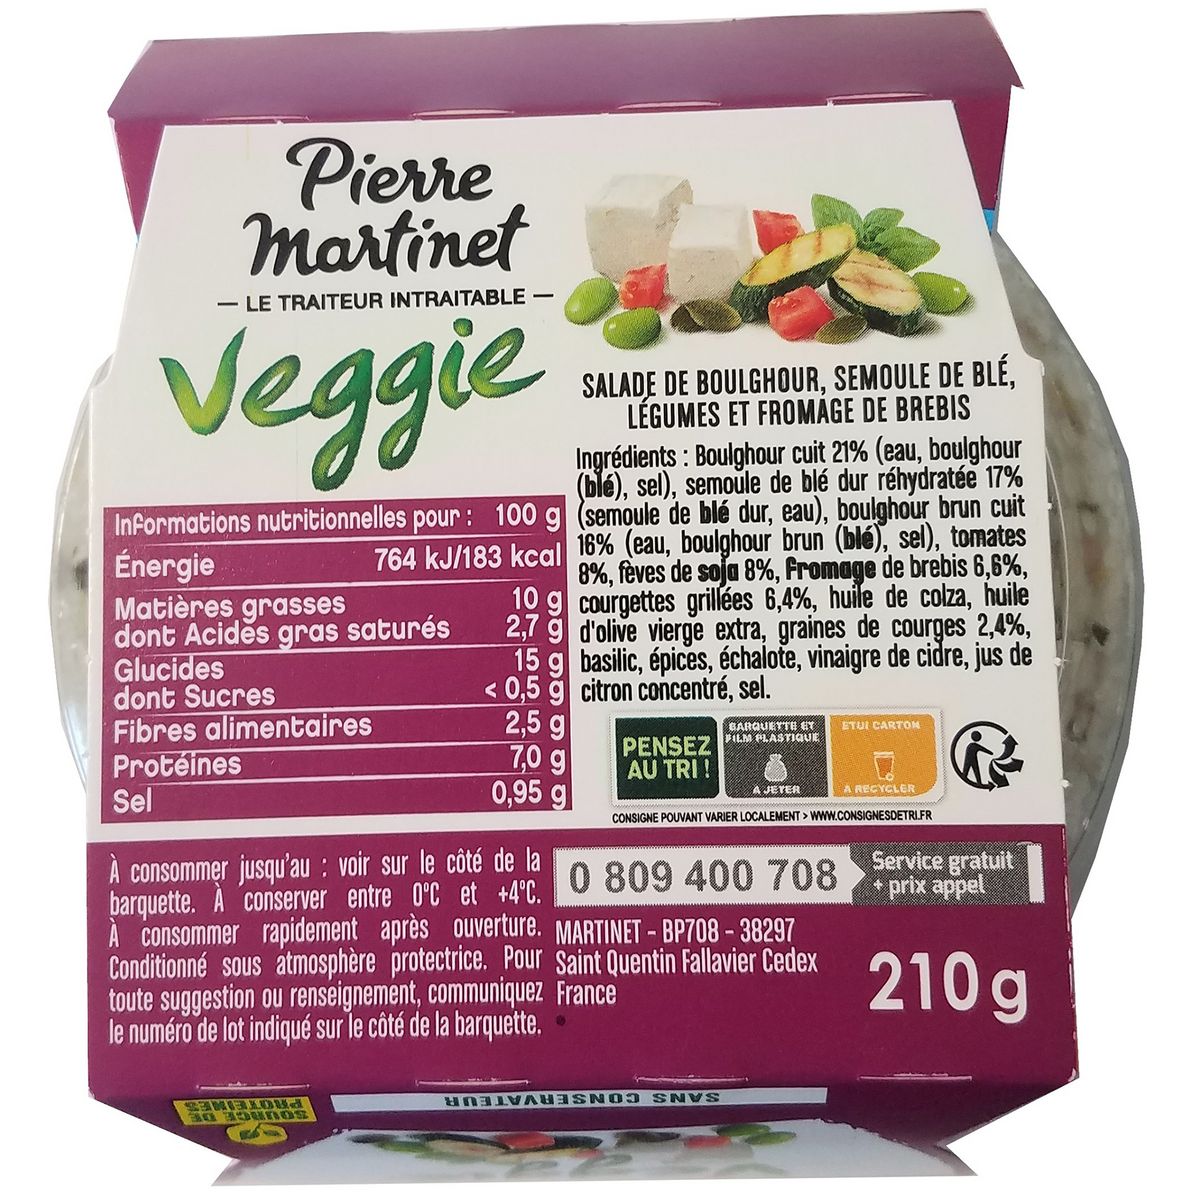 Pierre
Martinet
— LE TRAITEUR INTRAITABLE —
Veggie
SALADE DE BOULGHOUR, SEMOULE DE BLÉ,
LÉGUMES ET FROMAGE DE BREBIS
Ingrédients : Boulghour cuit 21% (eau, boulghour
(blé), sel), semoule de blé dur réhydratée 17%
(semoule de blé dur, eau), boulghour brun cuit
16% (eau, boulghour brun (blé), sel), tomates
8%, fèves de soja 8%, fromage de brebis 6,6%,
courgettes grillées 6,4%, huile de colza, huile
d'olive vierge extra, graines de courges 2,4%,
basilic, épices, échalote, vinaigre de cidre, jus de
citron concentré, sel.
Informations nutritionnelles pour : 100 g
Énergie 764 kJ/183 kcal
Matières grasses 10 g
dont Acides gras saturés 2,7 g
Glucides 15 g
dont Sucres < 0,5 g
Fibres alimentaires 2,5 g
Protéines 7,0 g
Sel 0,95 g
PENSEZ
AU TRI !
BARQUETTE ET
FILM PLASTIQUE
À JETER
ETUI CARTON
À RECYCLER
CONSIGNE POUVANT VARIER LOCALEMENT > WWW.CONSIGNESDETRI.FR
À consommer jusqu'au : voir sur le côté de la
barquette. À conserver entre 0°C et +4°C.
À consommer rapidement après ouverture.
Conditionné sous atmosphère protectrice. Pour
toute suggestion ou renseignement, communiquez
le numéro de lot indiqué sur le côté de la barquette.
0 809 400 708
Service gratuit
+ prix appel
MARTINET - BP708 - 38297
Saint Quentin Fallavier Cedex
France
210 g
SANS CONSERVATEUR
SOURCE DE
PROTEINES